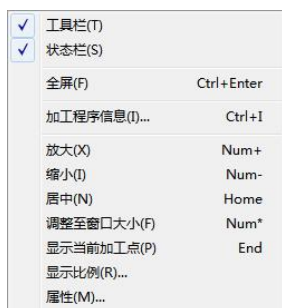 工具栏(T)
状态栏(S)
全屏(F) Ctrl+Enter
加工程序信息(I)... Ctrl+I
放大(X) Num+
缩小(I) Num-
居中(N) Home
调整至窗口大小(F) Num*
显示当前加工点(P) End
显示比例(R)...
属性(M)...